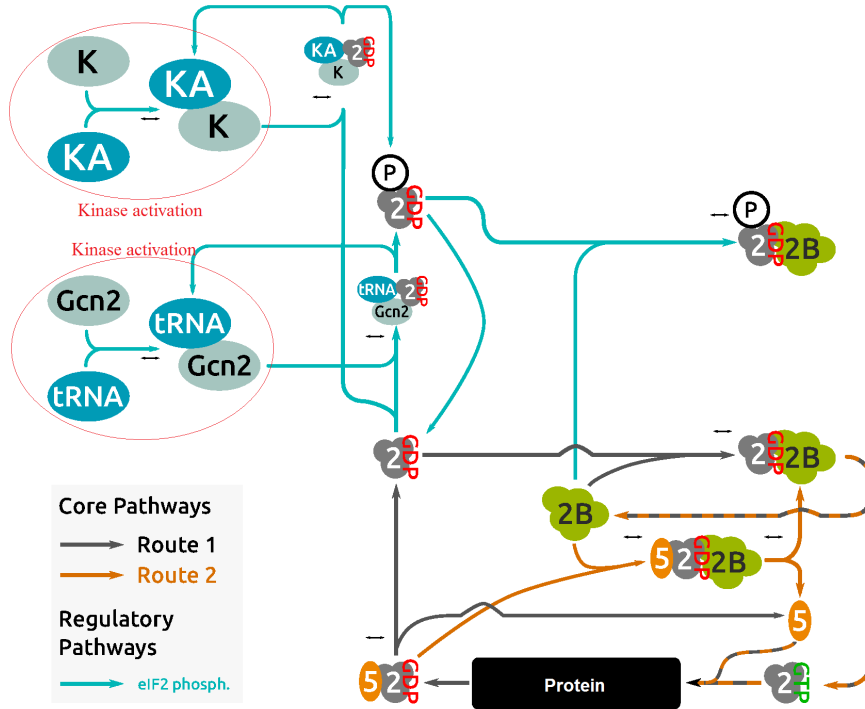 KA
2
GDP
K
K
KA
K
KA
P
2
GDP
Kinase activation
P
2
GDP
2B
Kinase activation
tRNA
2
GDP
Gcn2
Gcn2
tRNA
Gcn2
tRNA
2
GDP
2
GDP
2B
Core Pathways
Route 1
Route 2
Regulatory
Pathways
eIF2 phosph.
2B
5
2
GDP
2B
5
5
2
GDP
Protein
2
GTP